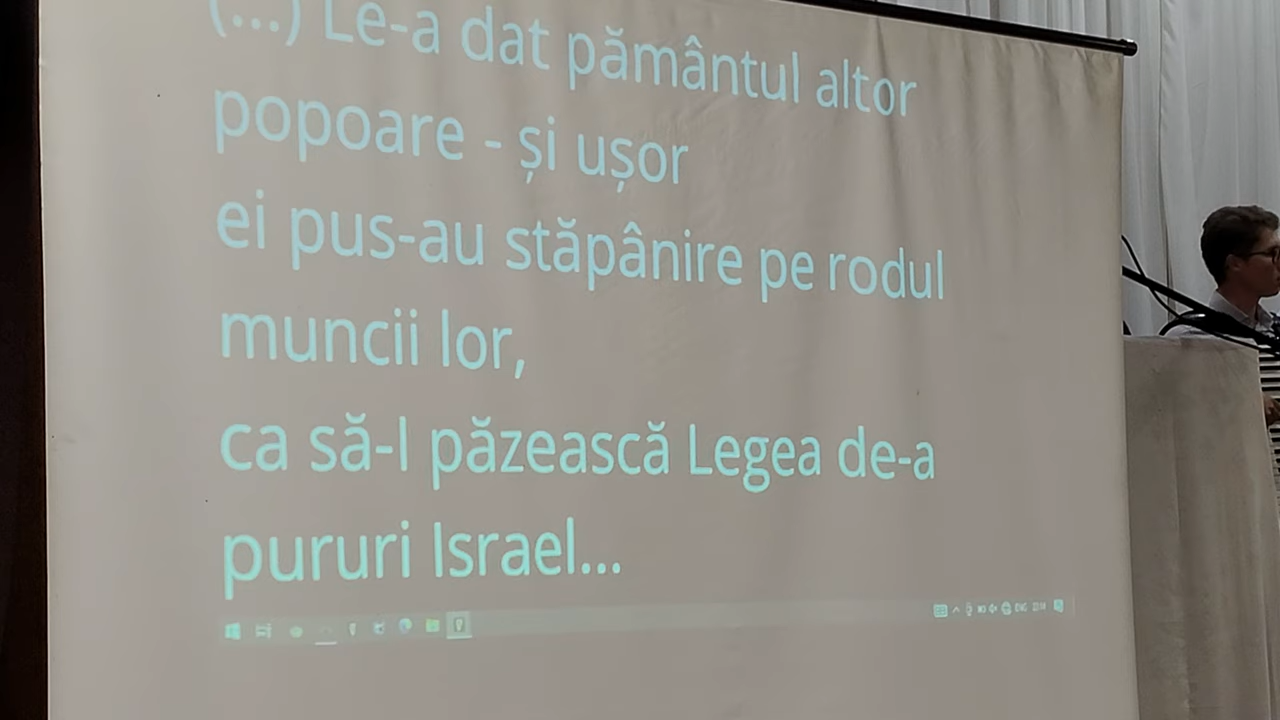 (...) Le-a dat pământul altor
popoare - și ușor
ei pus-au stăpânire pe rodul
muncii lor,
ca să-l păzească Legea de-a
pururi Israel...
ENG